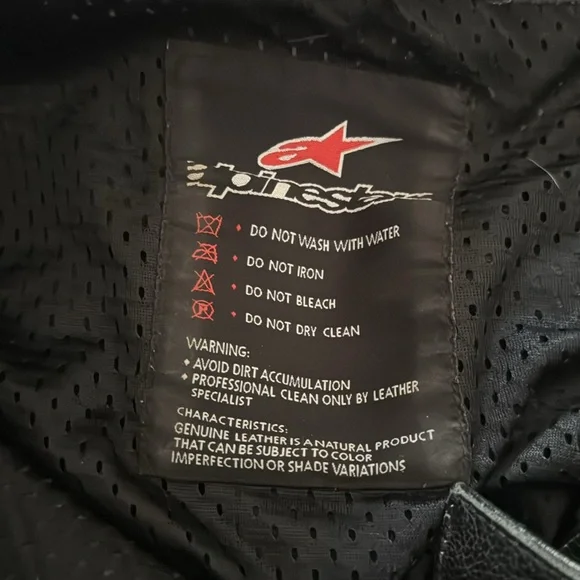 alpinestars
DO NOT WASH WITH WATER
DO NOT IRON
DO NOT BLEACH
DO NOT DRY CLEAN
WARNING:
AVOID DIRT ACCUMULATION
PROFESSIONAL CLEAN ONLY BY LEATHER
SPECIALIST
CHARACTERISTICS:
GENUINE LEATHER IS A NATURAL PRODUCT
THAT CAN BE SUBJECT TO COLOR
IMPERFECTION OR SHADE VARIATIONS